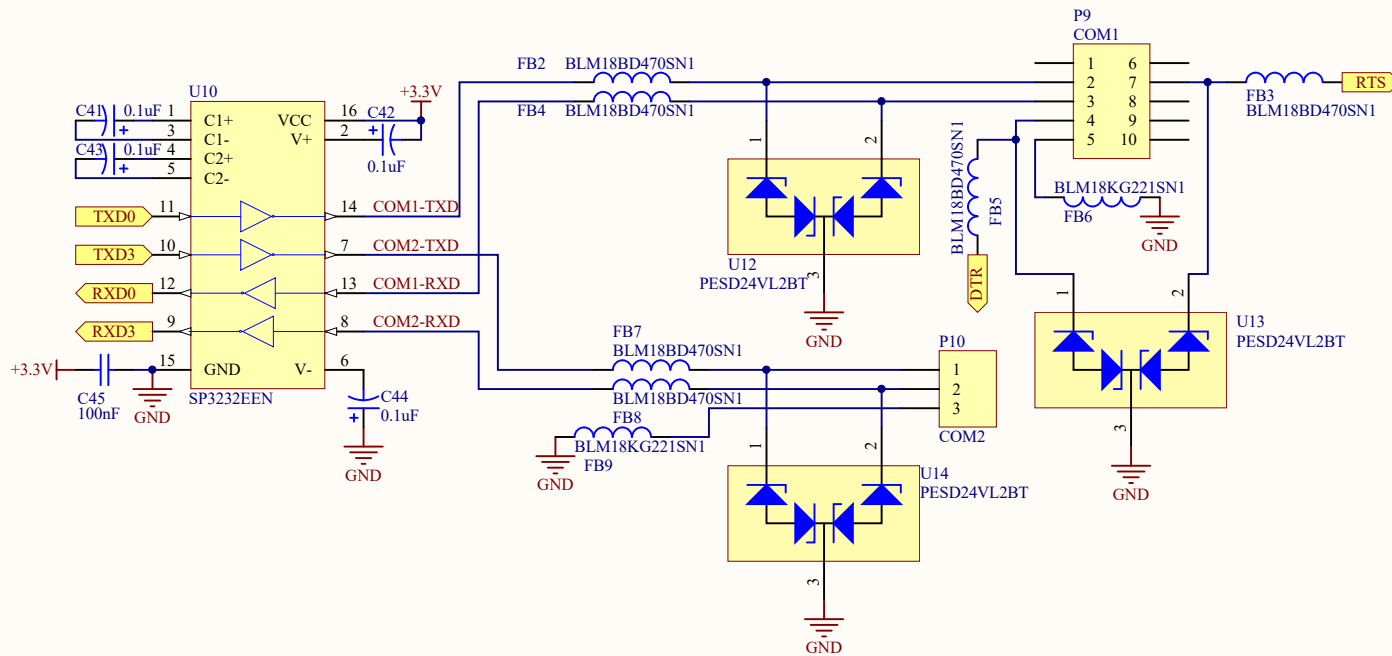 P9
COM1
FB2 BLM18BD470SN1
1 6
2 7
3 8
4 9
5 10
RTS
FB3
BLM18BD470SN1
FB4 BLM18BD470SN1
U10
+3.3V
C41 0.1uF 1 C1+ VCC 16 C42
3 C1- V+ 2
C43 0.1uF 4 C2+ 0.1uF
5 C2-
TXD0 11 14 COM1-TXD
TXD3 10 7 COM2-TXD
RXD0 12 13 COM1-RXD
RXD3 9 8 COM2-RXD
+3.3V 15 GND V- 6
C45
100nF
GND
SP3232EEN
C44
0.1uF
GND
1 2
U12
PESD24VL2BT
3
GND
BLM18BD470SN1
FB5
DTR
BLM18KG221SN1
FB6
GND
1 2
U13
PESD24VL2BT
3
GND
FB7
BLM18BD470SN1
BLM18BD470SN1
FB8
BLM18KG221SN1
FB9
GND
P10
1
2
3
COM2
1 2
U14
PESD24VL2BT
3
GND